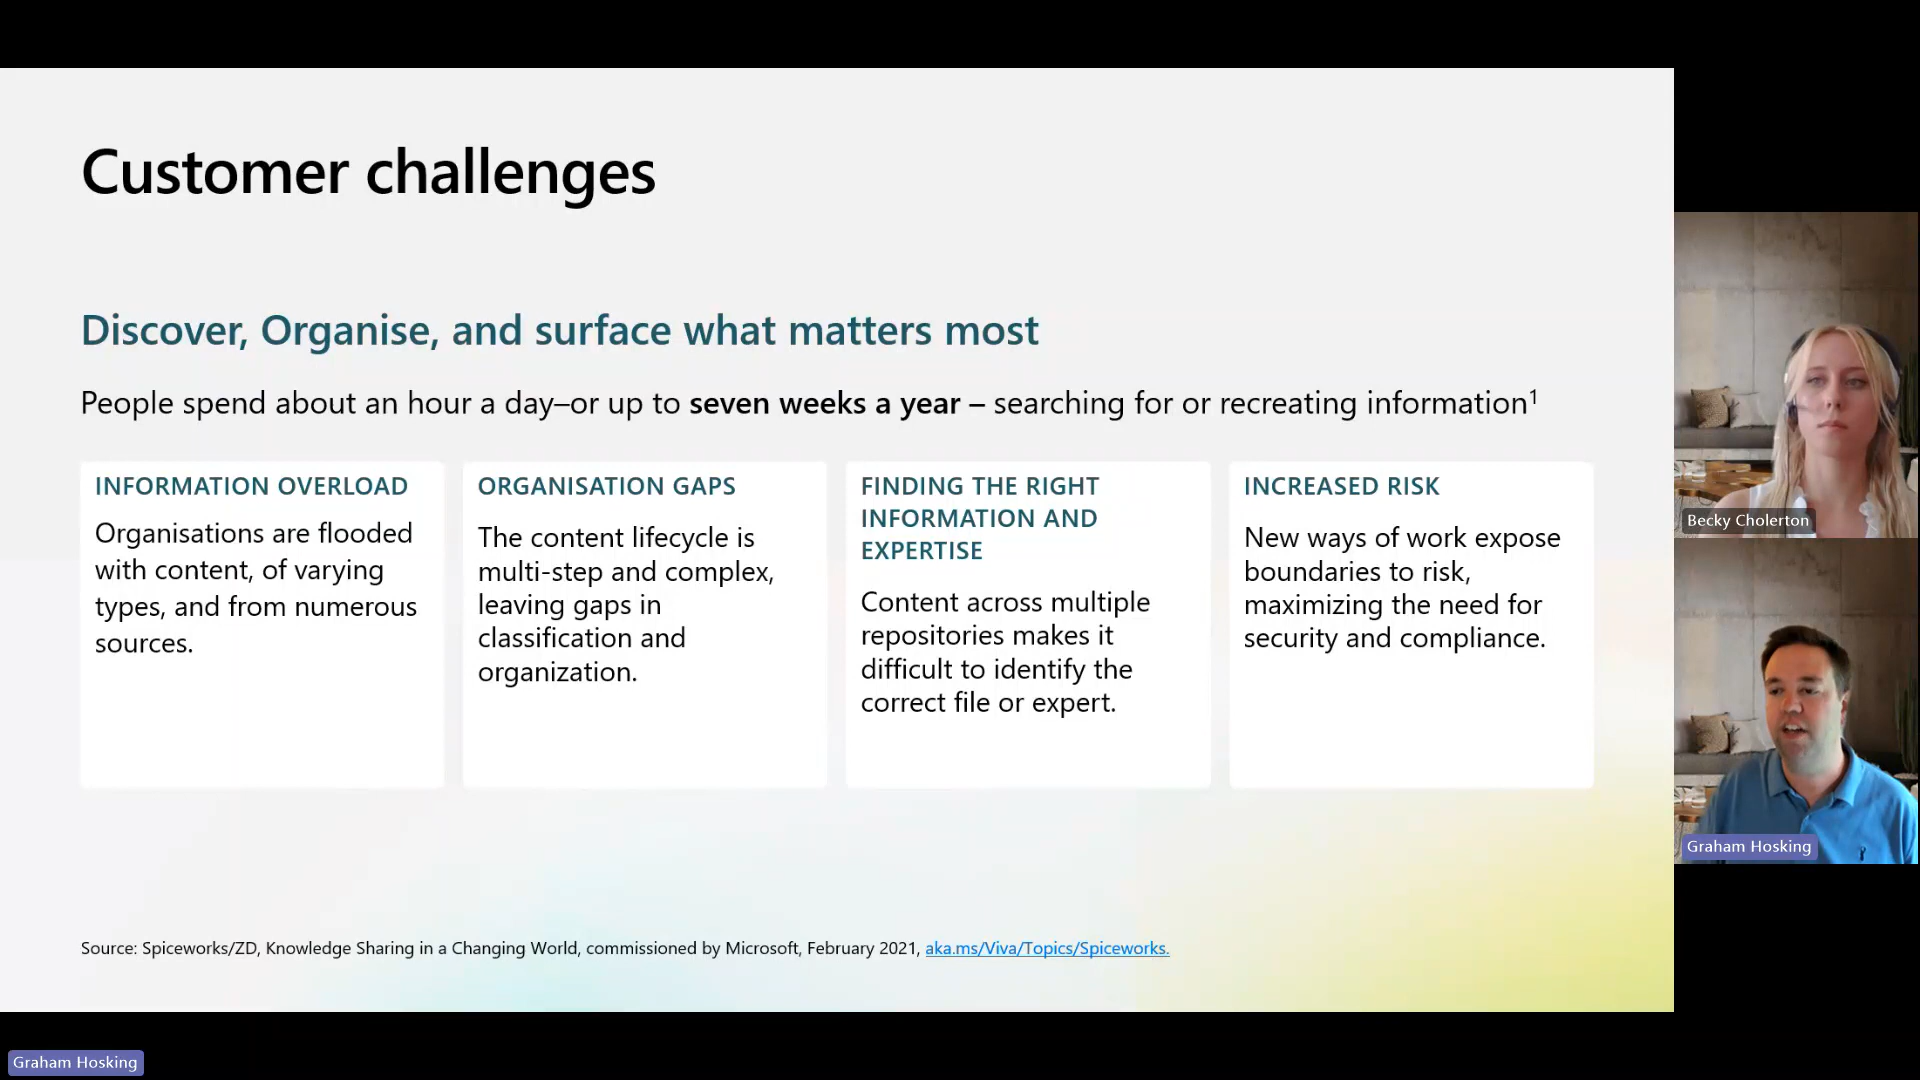 Customer challenges
Discover, Organise, and surface what matters most
People spend about an hour a day–or up to seven weeks a year – searching for or recreating information¹
INFORMATION OVERLOAD
Organisations are flooded
with content, of varying
types, and from numerous
sources.
ORGANISATION GAPS
The content lifecycle is
multi-step and complex,
leaving gaps in
classification and
organization.
FINDING THE RIGHT
INFORMATION AND
EXPERTISE
Content across multiple
repositories makes it
difficult to identify the
correct file or expert.
INCREASED RISK
New ways of work expose
boundaries to risk,
maximizing the need for
security and compliance.
Source: Spiceworks/ZD, Knowledge Sharing in a Changing World, commissioned by Microsoft, February 2021, aka.ms/Viva/Topics/Spiceworks.
Becky Cholerton
Graham Hosking
Graham Hosking